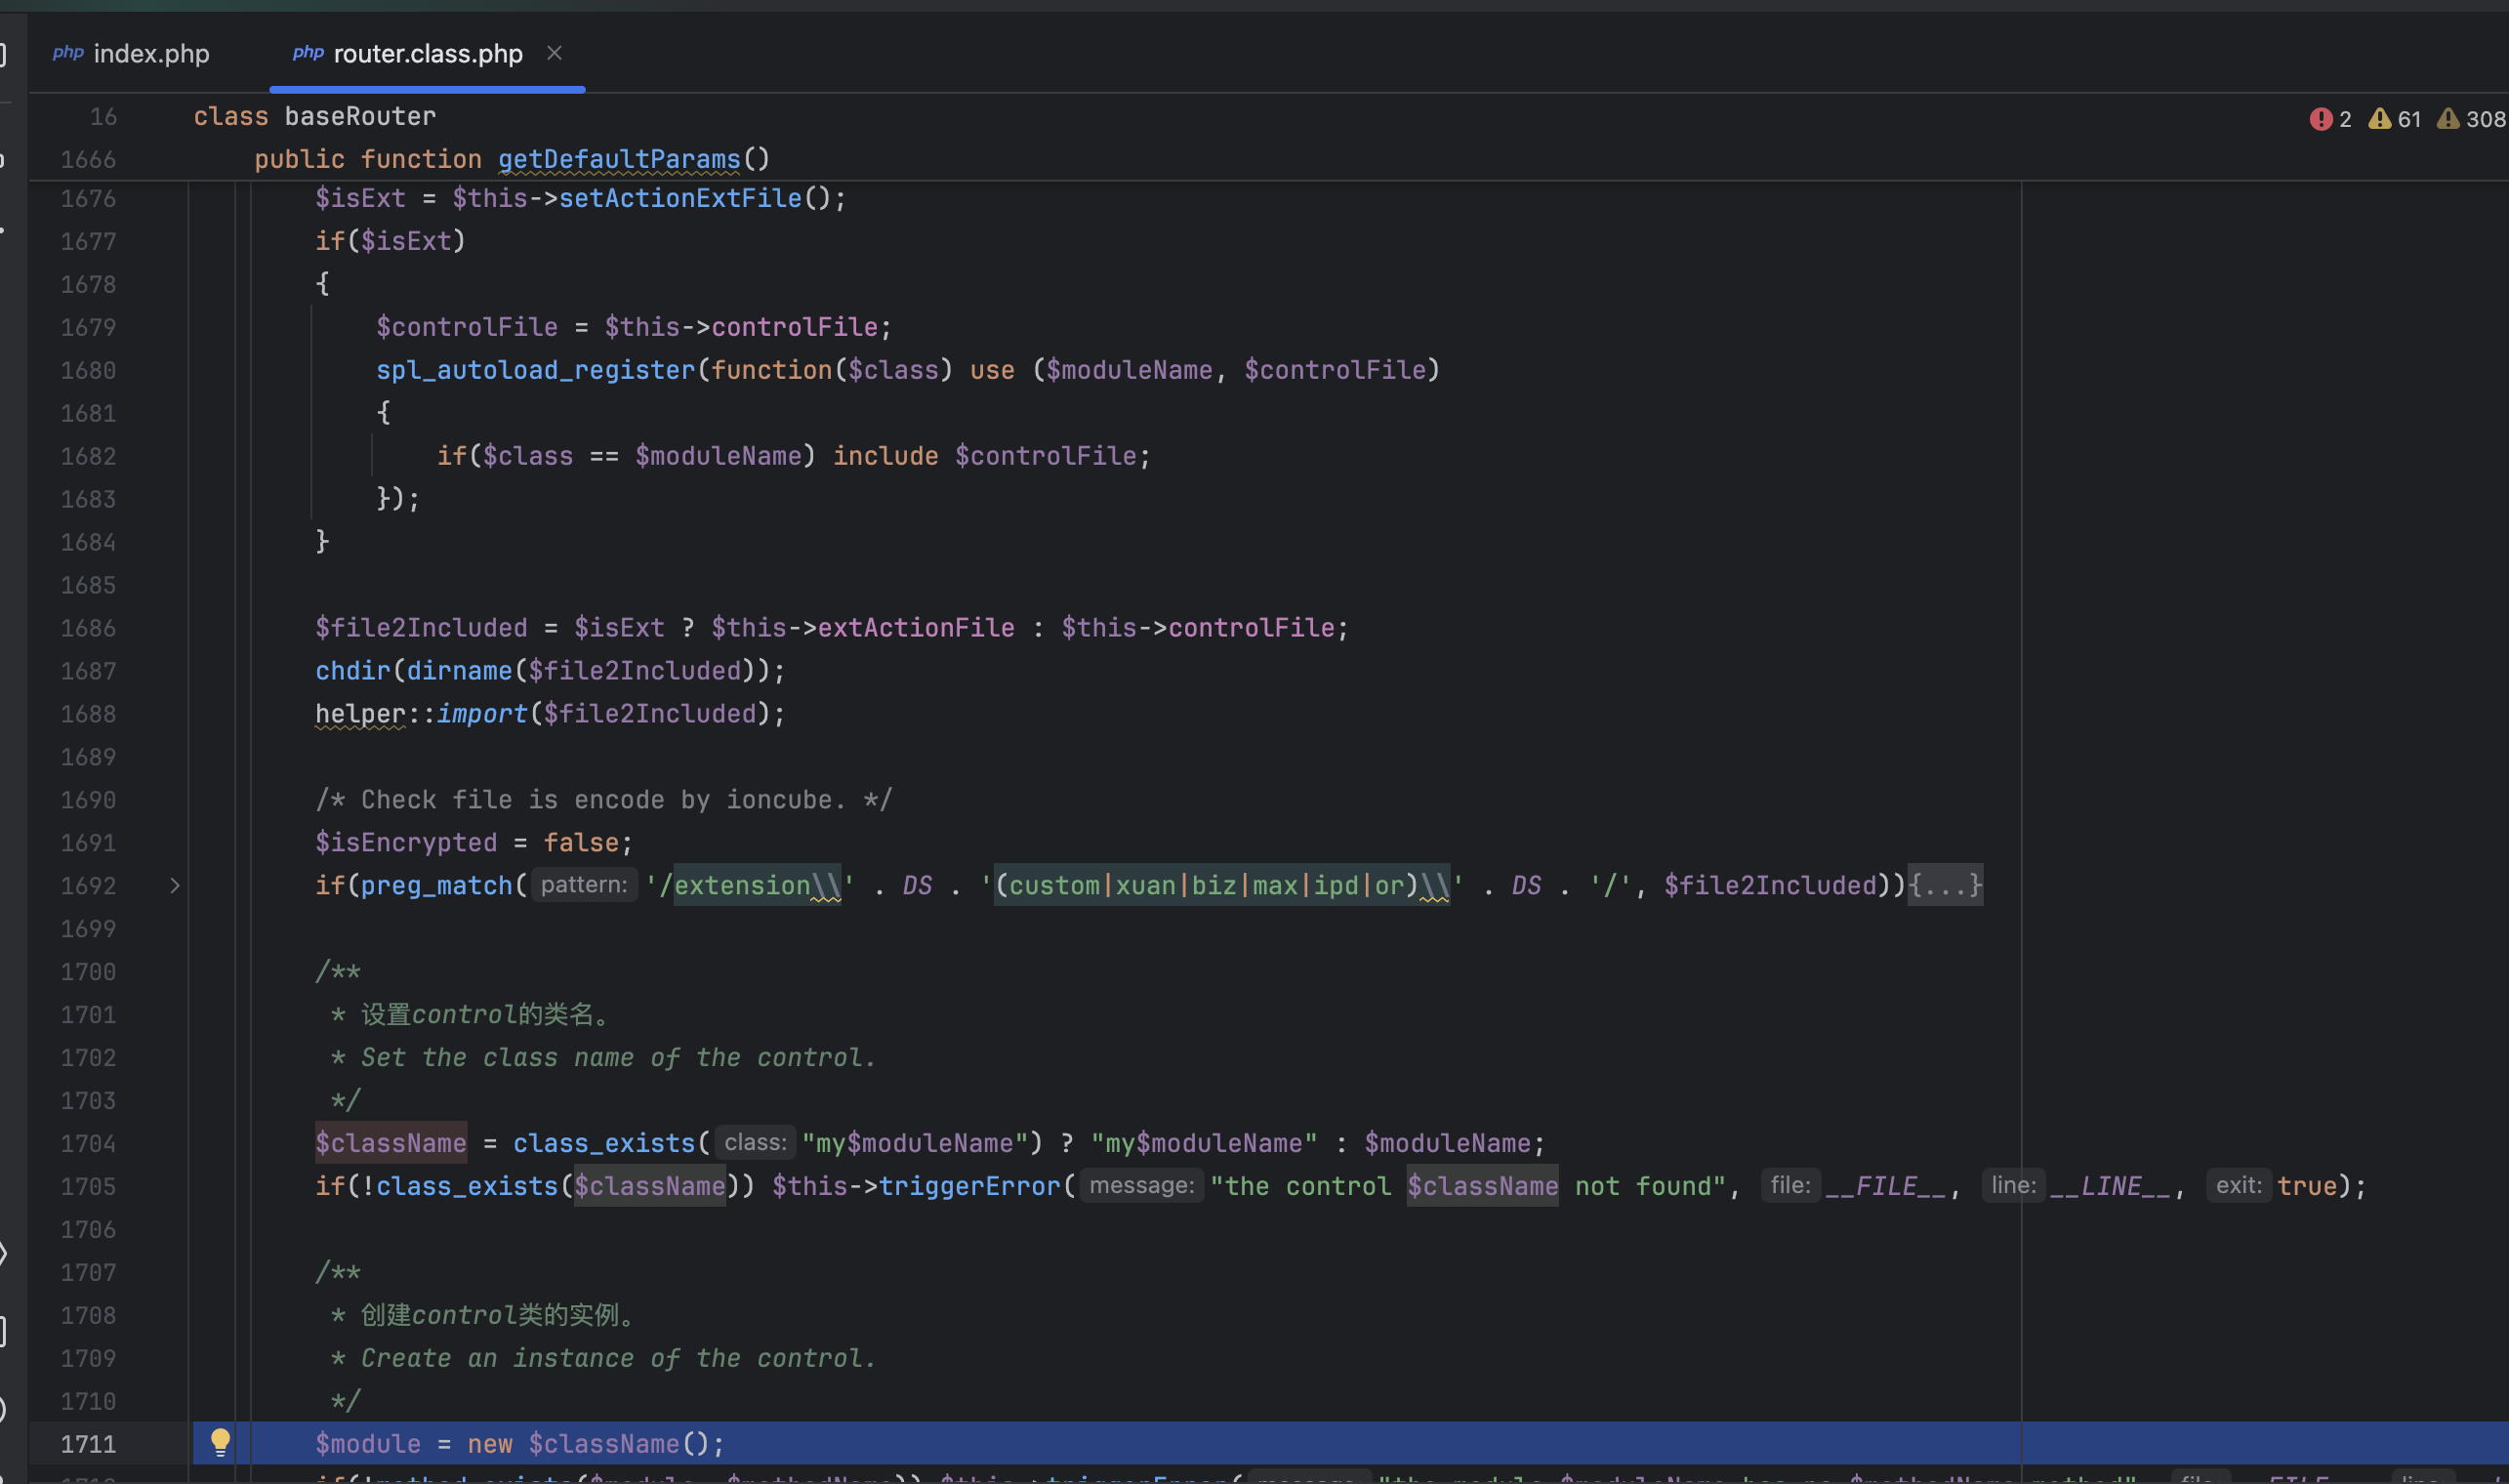 php index.php
php router.class.php ×
16 class baseRouter
2 61 308
1666 public function getDefaultParams()
1676 $isExt = $this->setActionExtFile();
1677 if($isExt)
1678 {
1679 $controlFile = $this->controlFile;
1680 spl_autoload_register(function($class) use ($moduleName, $controlFile)
1681 {
1682 if($class == $moduleName) include $controlFile;
1683 });
1684 }
1685
1686 $file2Included = $isExt ? $this->extActionFile : $this->controlFile;
1687 chdir(dirname($file2Included));
1688 helper::import($file2Included);
1689
1690 /* Check file is encode by ioncube. */
1691 $isEncrypted = false;
1692 if(preg_match( pattern: '/extension\\' . DS . '(custom|xuan|biz|max|ipd|or)\\' . DS . '/', $file2Included)){...}
1699
1700 /**
1701 * 设置control的类名。
1702 * Set the class name of the control.
1703 */
1704 $className = class_exists( class: "my$moduleName") ? "my$moduleName" : $moduleName;
1705 if(!class_exists($className)) $this->triggerError( message: "the control $className not found", file: __FILE__, line: __LINE__, exit: true);
1706
1707 /**
1708 * 创建control类的实例。
1709 * Create an instance of the control.
1710 */
1711 $module = new $className();